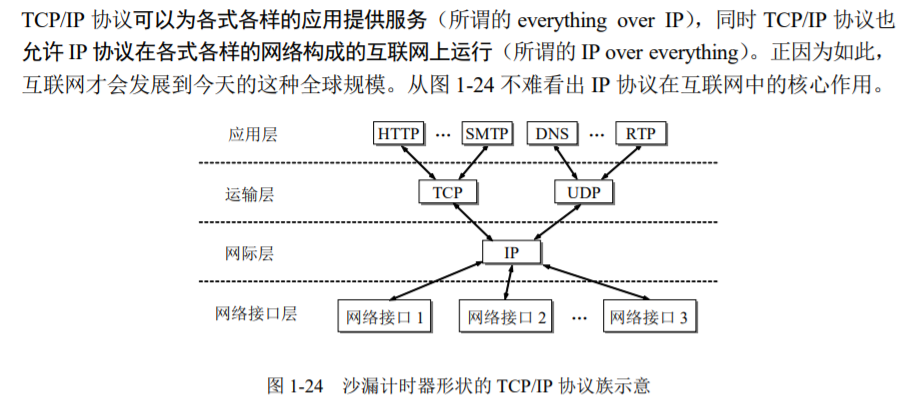 TCP/IP 协议可以为各式各样的应用提供服务（所谓的 everything over IP），同时 TCP/IP 协议也
允许 IP 协议在各式各样的网络构成的互联网上运行（所谓的 IP over everything）。正因为如此，
互联网才会发展到今天的这种全球规模。从图 1-24 不难看出 IP 协议在互联网中的核心作用。
应用层 HTTP … SMTP DNS … RTP
运输层 TCP UDP
网际层 IP
网络接口层 网络接口 1 网络接口 2 … 网络接口 3
图 1-24 沙漏计时器形状的 TCP/IP 协议族示意